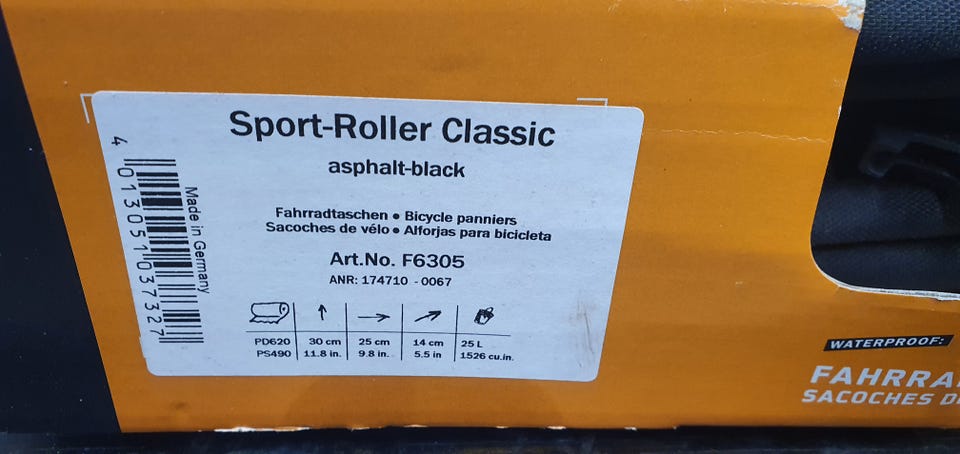 Sport-Roller Classic
asphalt-black
Fahrradtaschen • Bicycle panniers
Sacoches de vélo • Alforjas para bicicleta
Art.No. F6305
ANR: 174710 -0067
PD620 30 cm 25 cm 14 cm 25 L
PS490 11.8 in. 9.8 in. 5.5 in 1526 cu.in.
Made in Germany
4 013051 037327
WATERPROOF:
FAHRRA
SACOCHES D